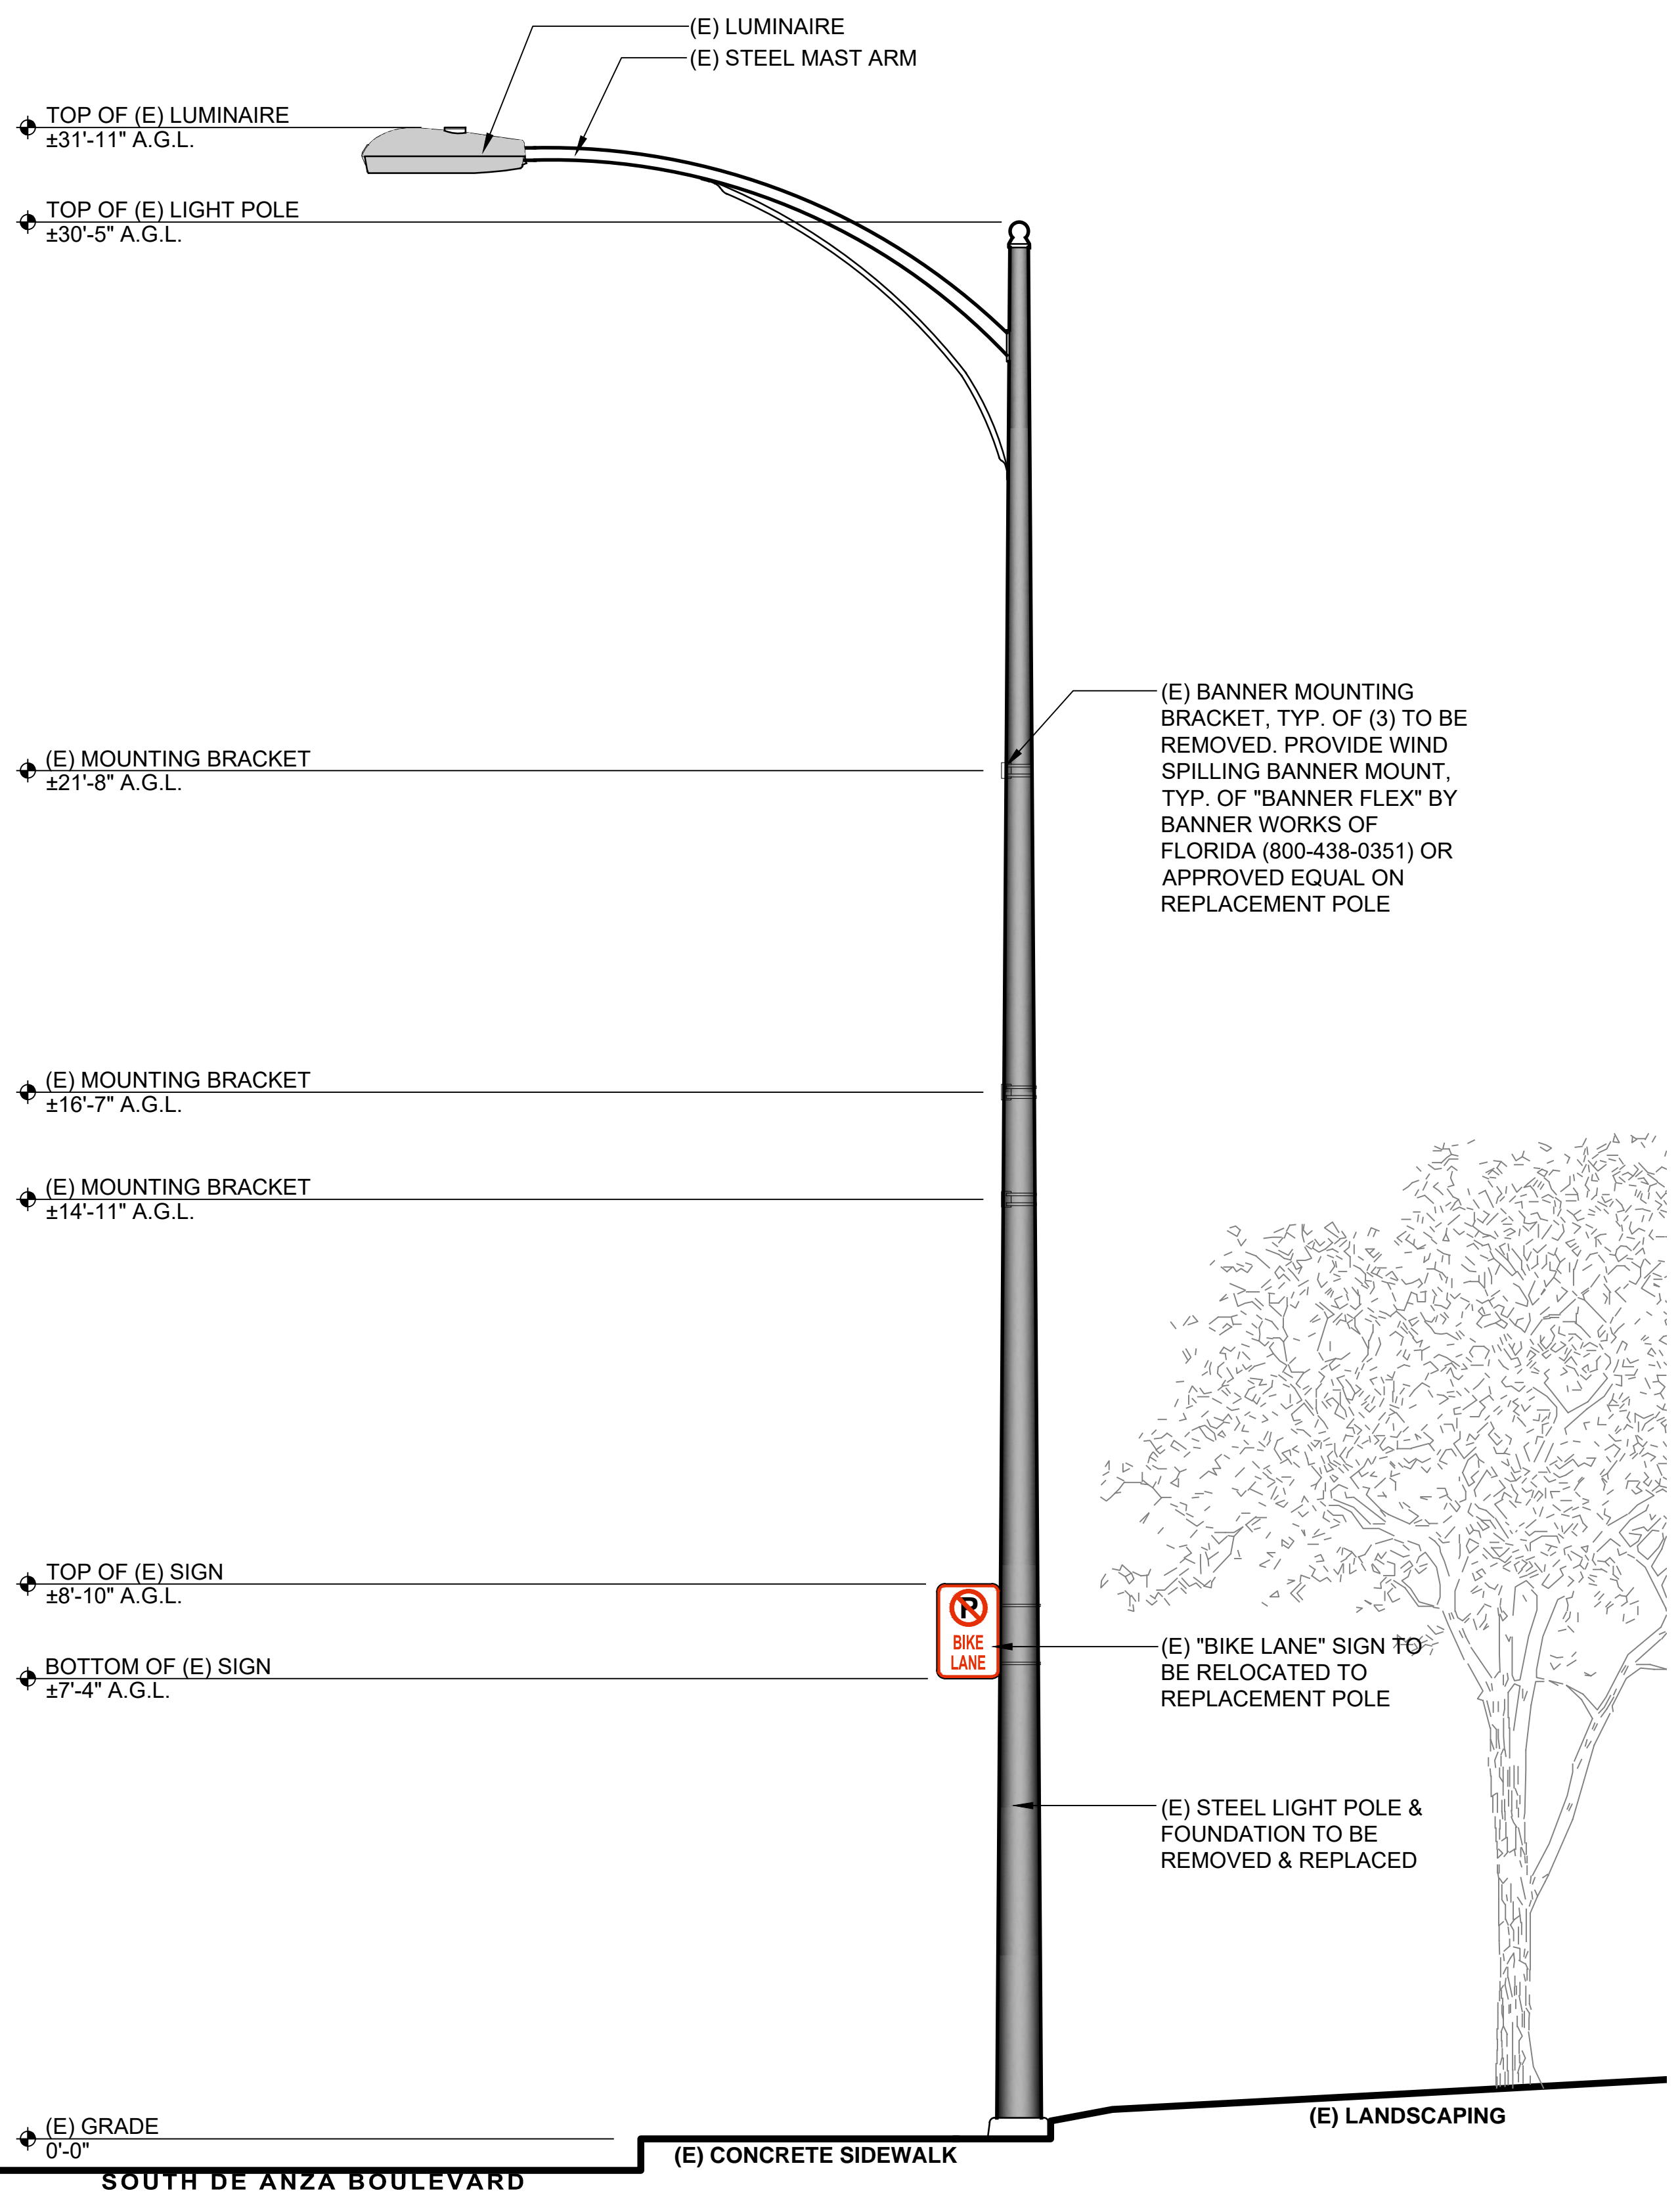 (E) LUMINAIRE
(E) STEEL MAST ARM
TOP OF (E) LUMINAIRE
±31'-11" A.G.L.
TOP OF (E) LIGHT POLE
±30'-5" A.G.L.
(E) BANNER MOUNTING
BRACKET, TYP. OF (3) TO BE
REMOVED. PROVIDE WIND
SPILLING BANNER MOUNT,
TYP. OF "BANNER FLEX" BY
BANNER WORKS OF
FLORIDA (800-438-0351) OR
APPROVED EQUAL ON
REPLACEMENT POLE
(E) MOUNTING BRACKET
±21'-8" A.G.L.
(E) MOUNTING BRACKET
±16'-7" A.G.L.
(E) MOUNTING BRACKET
±14'-11" A.G.L.
TOP OF (E) SIGN
±8'-10" A.G.L.
P
BIKE
LANE
(E) "BIKE LANE" SIGN TO
BE RELOCATED TO
REPLACEMENT POLE
BOTTOM OF (E) SIGN
±7'-4" A.G.L.
(E) STEEL LIGHT POLE &
FOUNDATION TO BE
REMOVED & REPLACED
(E) LANDSCAPING
(E) GRADE
0'-0"
(E) CONCRETE SIDEWALK
SOUTH DE ANZA BOULEVARD